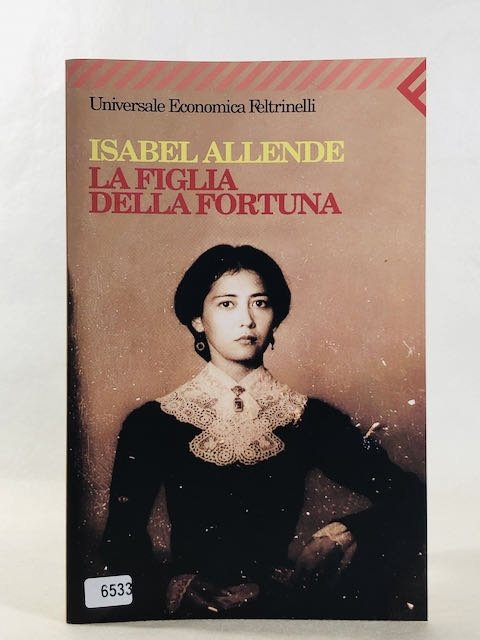 Universale Economica Feltrinelli
ISABEL ALLENDE
LA FIGLIA
DELLA FORTUNA
6533